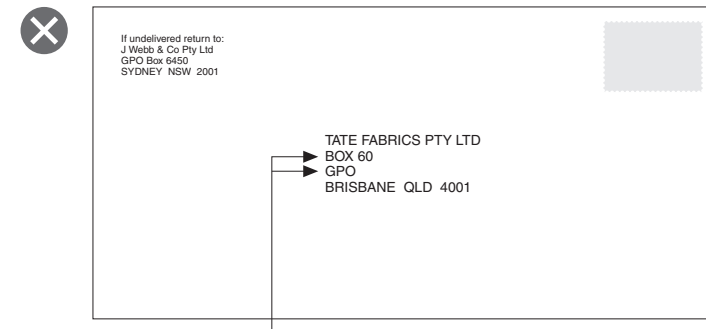 If undelivered return to:
J Webb & Co Pty Ltd
GPO Box 6450
SYDNEY NSW 2001
TATE FABRICS PTY LTD
BOX 60
GPO
BRISBANE QLD 4001